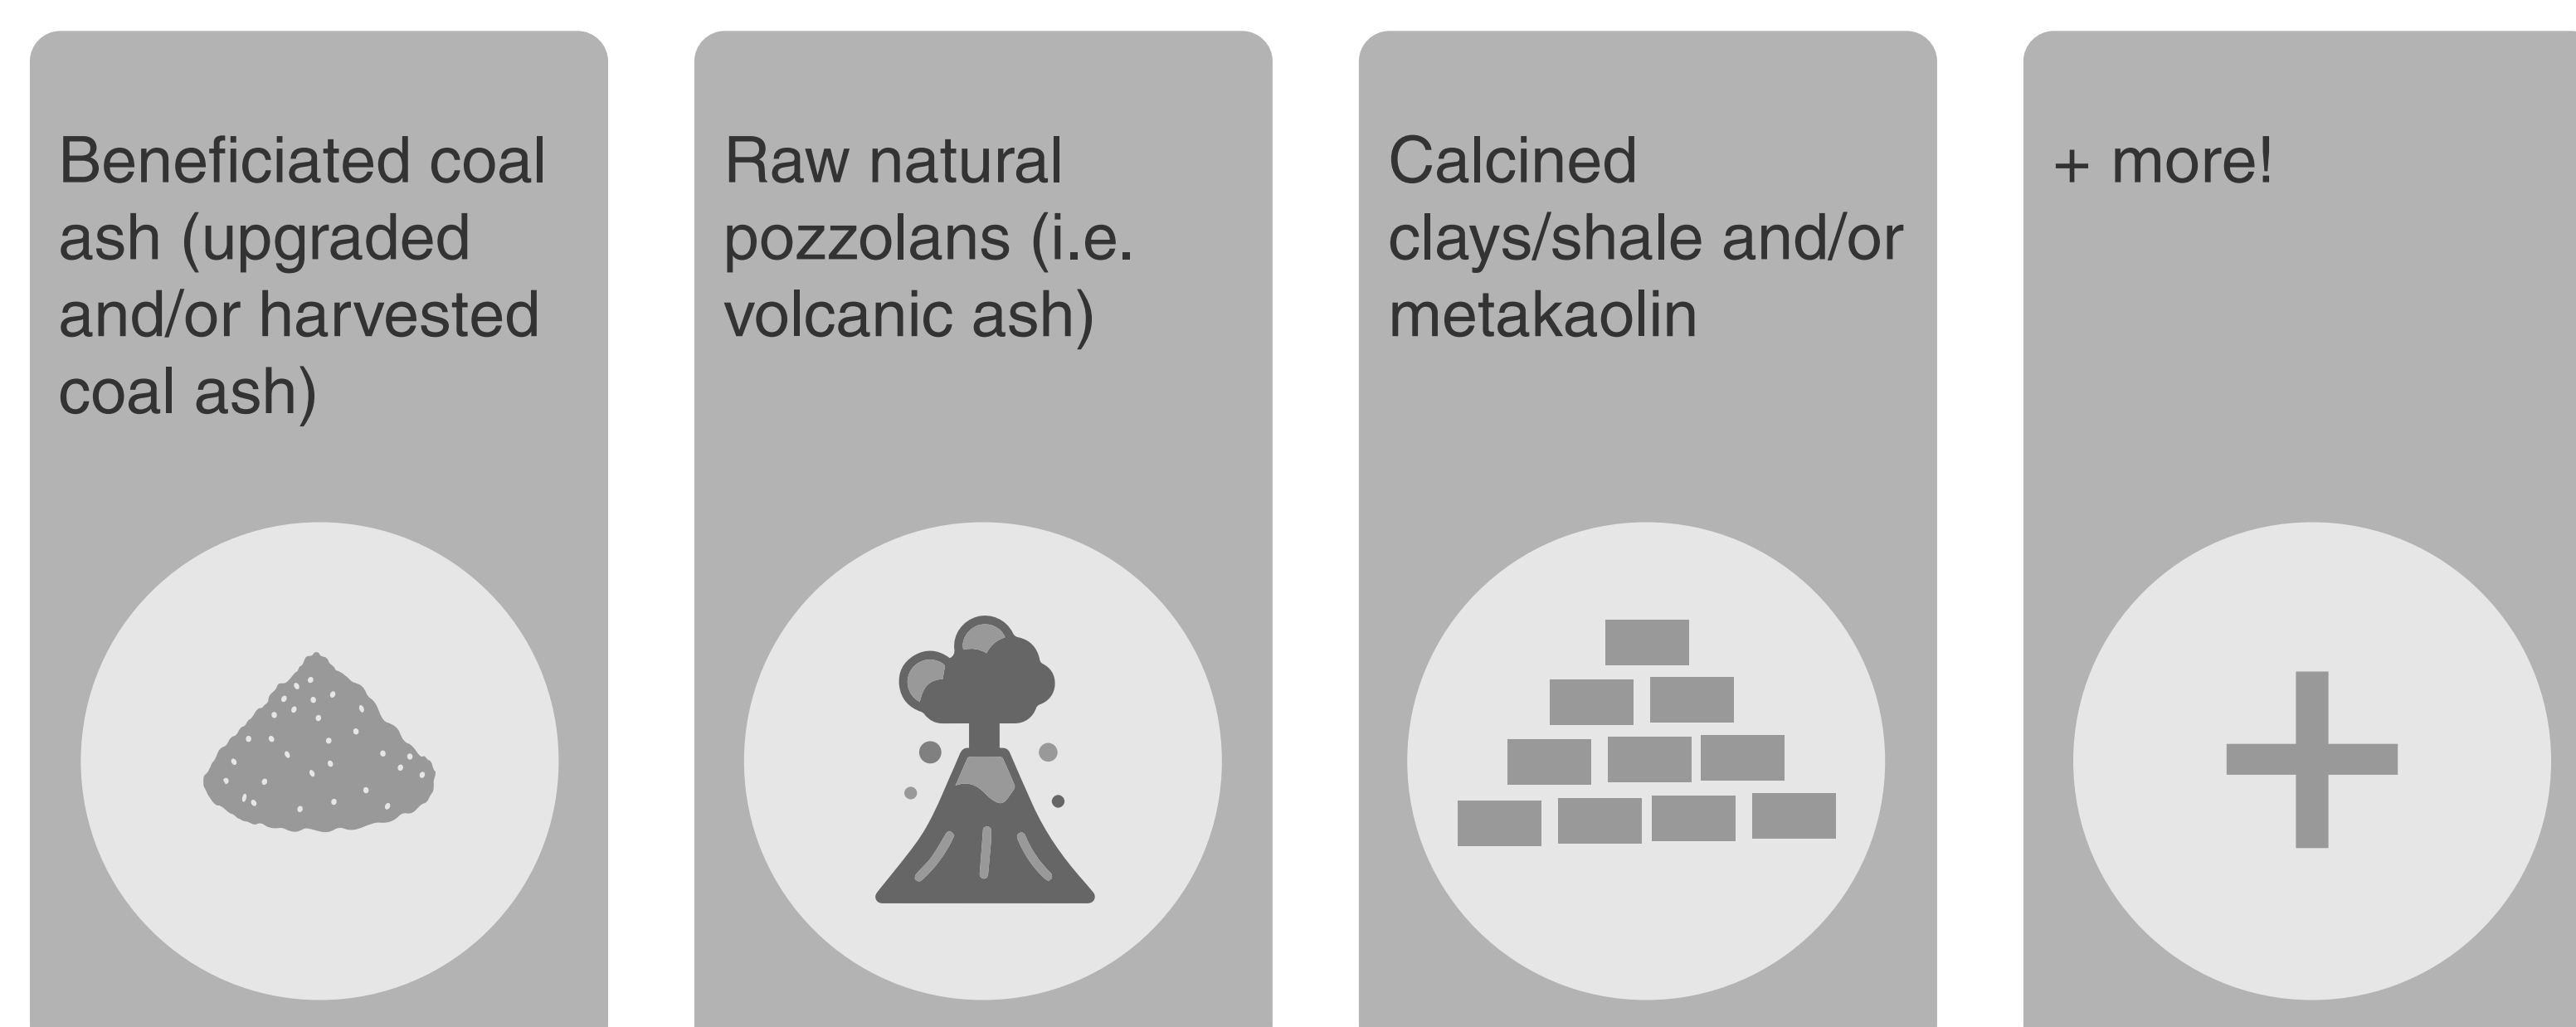 Beneficiated coal
ash (upgraded
and/or harvested
coal ash)
Raw natural
pozzolans (i.e.
volcanic ash)
Calcined
clays/shale and/or
metakaolin
+ more!